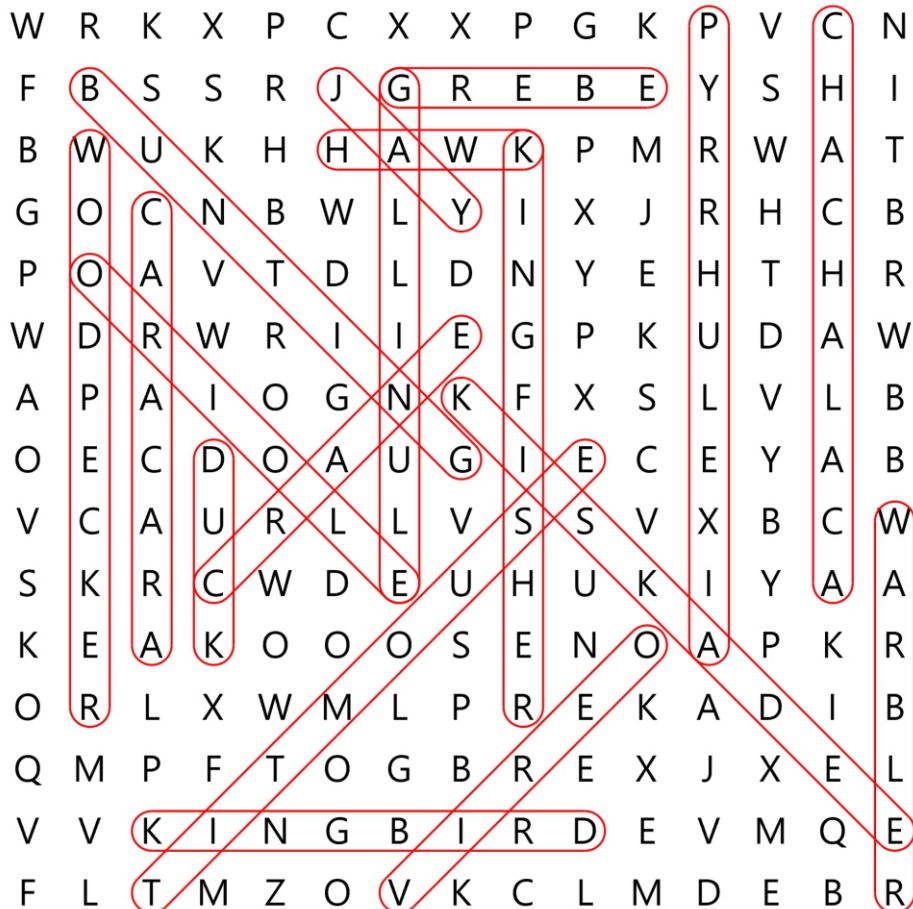 W R K X P C X X P G K P V C N
F B S S R J G R E B E Y S H I
B W U K H H A W K P M R W A T
G O C N B W L Y I X J R H C B
P O A V T D L D N Y E H T H R
W D R W R I I E G P K U D A W
A P A I O G N K F X S L V L B
O E C D O A U G I E C E Y A B
V C A U R L L V S S V X B C W
S K R C W D E U H U K I Y A A
K E A K O O O S E N O A P K R
O R L X W M L P R E K A D I B
Q M P F T O G B R E X J X E L
V V K I N G B I R D E V M Q E
F L T M Z O V K C L M D E B R